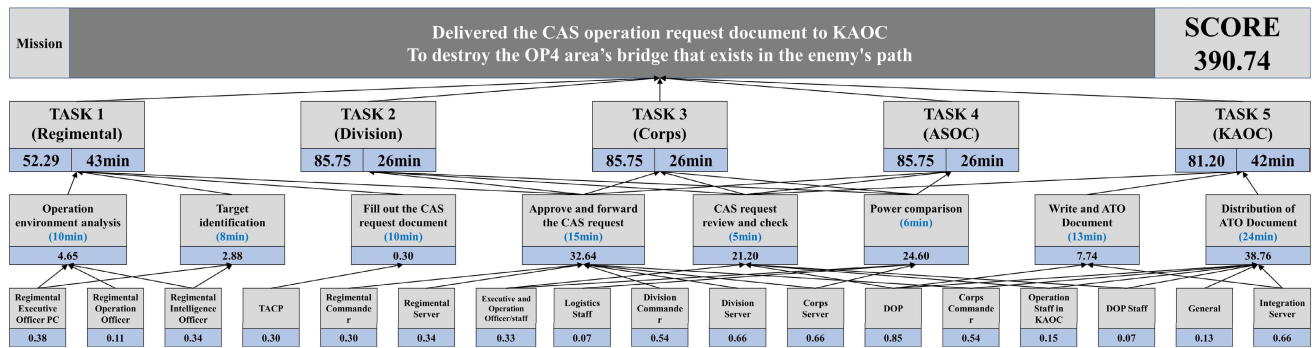 Mission
Delivered the CAS operation request document to KAOC
To destroy the OP4 area's bridge that exists in the enemy's path
SCORE
390.74
TASK 1
(Regimental)
52.29 43min
TASK 2
(Division)
85.75 26min
TASK 3
(Corps)
85.75 26min
TASK 4
(ASOC)
85.75 26min
TASK 5
(KAOC)
81.20 42min
Operation
environment analysis
(10min)
4.65
Target
identification
(8min)
2.88
Fill out the CAS
request document
(10min)
0.30
Approve and forward
the CAS request
(15min)
32.64
CAS request
review and check
(5min)
21.20
Power comparison
(6min)
24.60
Write and ATO
Document
(13min)
7.74
Distribution of
ATO Document
(24min)
38.76
Regimental
Executive
Officer PC
0.38
Regimental
Operation
Officer
0.11
Regimental
Intelligence
Officer
0.34
TACP
0.30
Regimental
Commande
r
0.30
Regimental
Server
0.34
Executive and
Operation
Officer/staff
0.33
Logistics
Staff
0.07
Division
Commande
r
0.54
Division
Server
0.66
Corps
Server
0.66
DOP
0.85
Corps
Commande
r
0.54
Operation
Staff in
KAOC
0.15
DOP Staff
0.07
General
0.13
Integration
Server
0.66